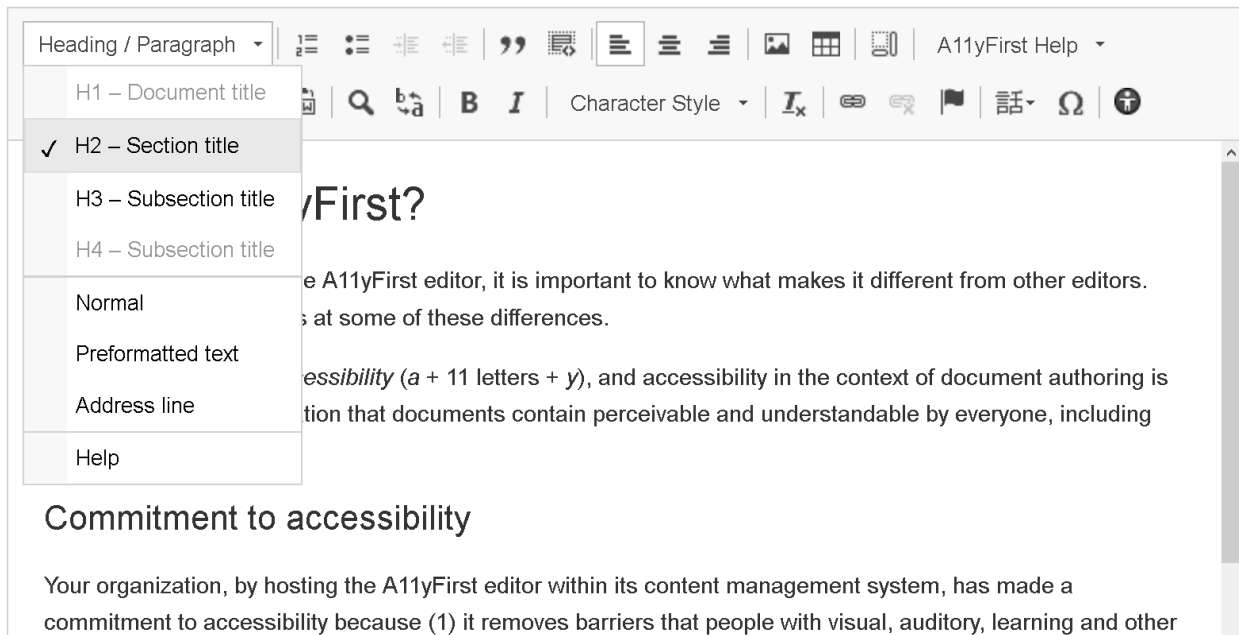 Heading / Paragraph
A11yFirst Help
H1 – Document title
Character Style
H2 – Section title
H3 – Subsection title
H4 – Subsection title
Normal
Preformatted text
Address line
Help
yFirst?
e A11yFirst editor, it is important to know what makes it different from other editors.
s at some of these differences.
essibility (a + 11 letters + y), and accessibility in the context of document authoring is
tion that documents contain perceivable and understandable by everyone, including
Commitment to accessibility
Your organization, by hosting the A11yFirst editor within its content management system, has made a
commitment to accessibility because (1) it removes barriers that people with visual, auditory, learning and other